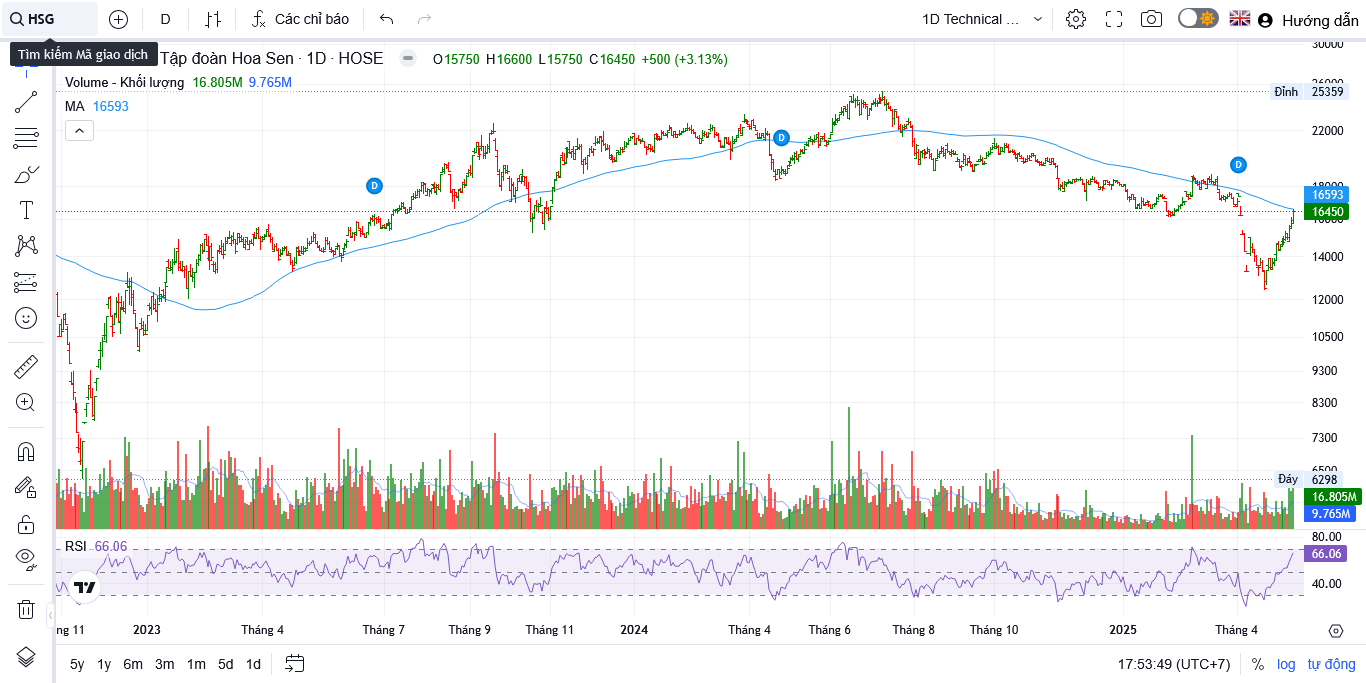 HSG
D
Các chỉ báo
1D Technical ...
Hướng dẫn
Tìm kiếm Mã giao dịch
Tập đoàn Hoa Sen · 1D · HOSE
O15750 H16600 L15750 C16450 +500 (+3.13%)
Volume - Khối lượng 16.805M 9.765M
MA 16593
30000
26000
Đỉnh 25359
22000
D
D
D
18000
16593
16450
16000
14000
12000
10500
9300
8300
7300
6500
Đáy 6298
16.805M
9.765M
RSI 66.06
80.00
66.06
40.00
ng 11 2023 Tháng 4 Tháng 7 Tháng 9 Tháng 11 2024 Tháng 4 Tháng 6 Tháng 8 Tháng 10 2025 Tháng 4
5y 1y 6m 3m 1m 5d 1d
17:53:49 (UTC+7) % log tự động